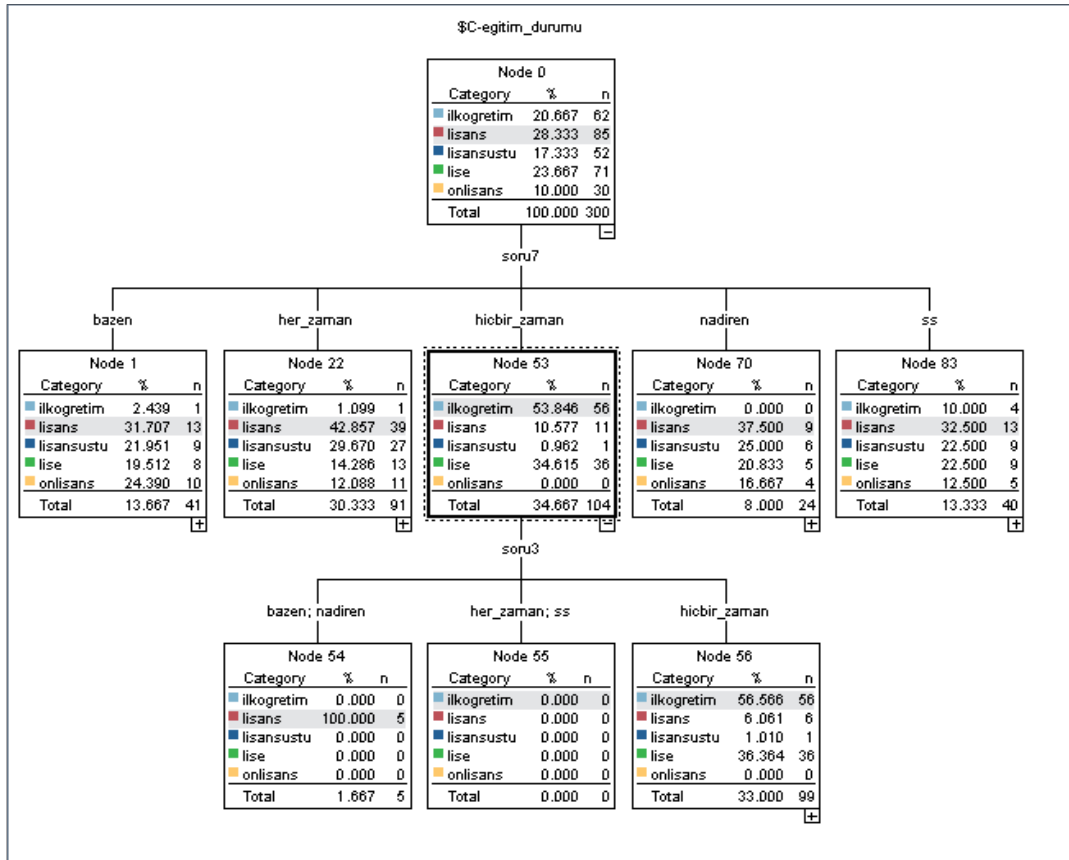 $C-egitim_durumu
Node 0
Category % n
ilkogretim 20.667 62
lisans 28.333 85
lisansustu 17.333 52
lise 23.667 71
onlisans 10.000 30
Total 100.000 300
soru7
bazen
her_zaman
hicbir_zaman
nadiren
ss
Node 1
Category % n
ilkogretim 2.439 1
lisans 31.707 13
lisansustu 21.951 9
lise 19.512 8
onlisans 24.390 10
Total 13.667 41
Node 22
Category % n
ilkogretim 1.099 1
lisans 42.857 39
lisansustu 29.670 27
lise 14.286 13
onlisans 12.088 11
Total 30.333 91
Node 53
Category % n
ilkogretim 53.846 56
lisans 10.577 11
lisansustu 0.962 1
lise 34.615 36
onlisans 0.000 0
Total 34.667 104
Node 70
Category % n
ilkogretim 0.000 0
lisans 37.500 9
lisansustu 25.000 6
lise 20.833 5
onlisans 16.667 4
Total 8.000 24
Node 83
Category % n
ilkogretim 10.000 4
lisans 32.500 13
lisansustu 22.500 9
lise 22.500 9
onlisans 12.500 5
Total 13.333 40
soru3
bazen; nadiren
her_zaman; ss
hicbir_zaman
Node 54
Category % n
ilkogretim 0.000 0
lisans 100.000 5
lisansustu 0.000 0
lise 0.000 0
onlisans 0.000 0
Total 1.667 5
Node 55
Category % n
ilkogretim 0.000 0
lisans 0.000 0
lisansustu 0.000 0
lise 0.000 0
onlisans 0.000 0
Total 0.000 0
Node 56
Category % n
ilkogretim 56.566 56
lisans 6.061 6
lisansustu 1.010 1
lise 36.364 36
onlisans 0.000 0
Total 33.000 99